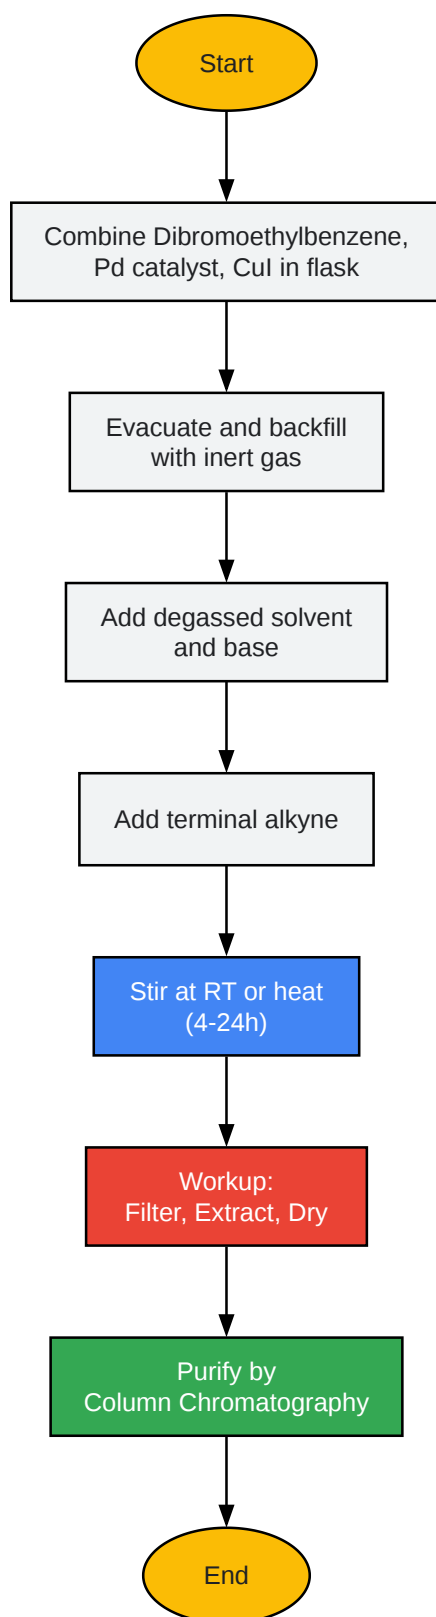 Start
Combine Dibromoethylbenzene,
Pd catalyst, CuI in flask
Evacuate and backfill
with inert gas
Add degassed solvent
and base
Add terminal alkyne
Stir at RT or heat
(4-24h)
Workup:
Filter, Extract, Dry
Purify by
Column Chromatography
End